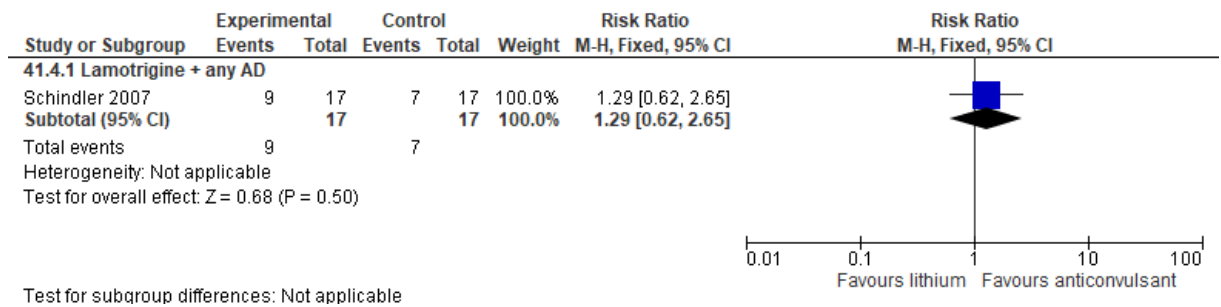 Experimental Control Risk Ratio Risk Ratio
Study or Subgroup Events Total Events Total Weight M-H, Fixed, 95% CI M-H, Fixed, 95% CI
41.4.1 Lamotrigine + any AD
Schindler 2007 9 17 7 17 100.0% 1.29 [0.62, 2.65]
Subtotal (95% CI) 17 17 100.0% 1.29 [0.62, 2.65]
Total events 9 7
Heterogeneity: Not applicable
Test for overall effect: Z = 0.68 (P = 0.50)
0.01 0.1 1 10 100
Favours lithium Favours anticonvulsant
Test for subgroup differences: Not applicable